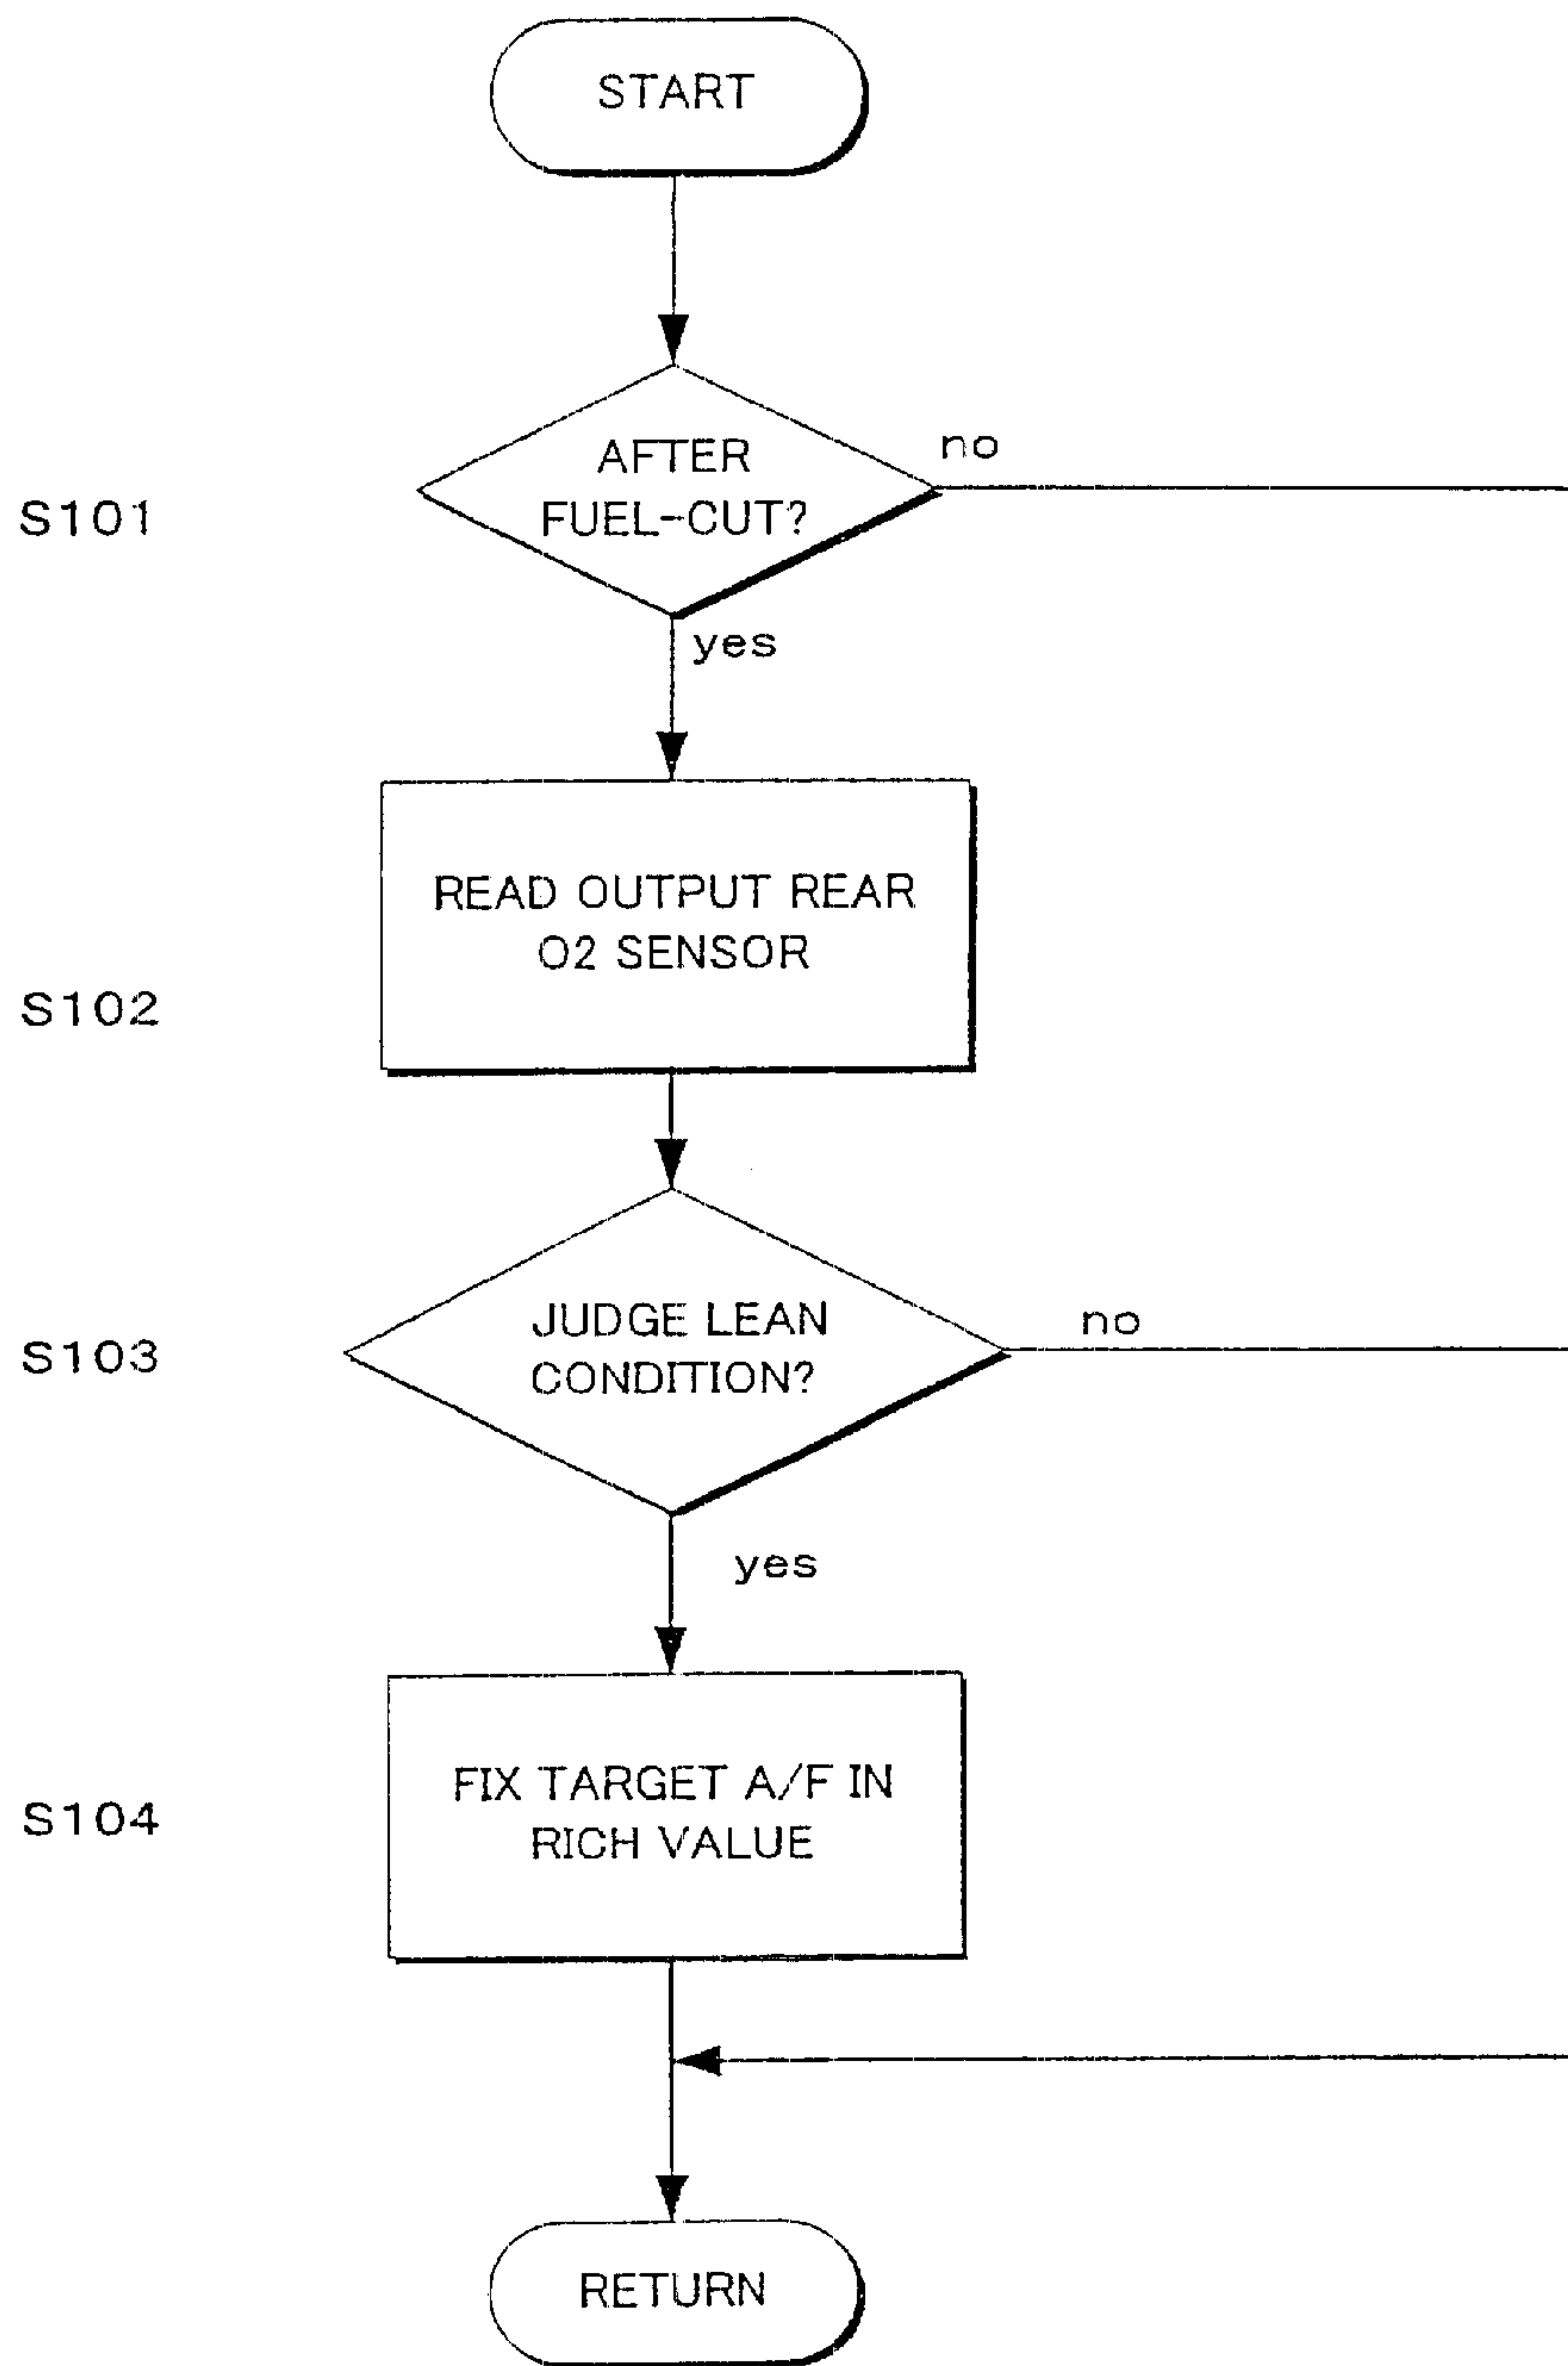 START
AFTER
FUEL-CUT?
no
S101
yes
READ OUTPUT REAR
O2 SENSOR
S102
JUDGE LEAN
CONDITION?
no
S103
yes
FIX TARGET A/F IN
RICH VALUE
S104
RETURN